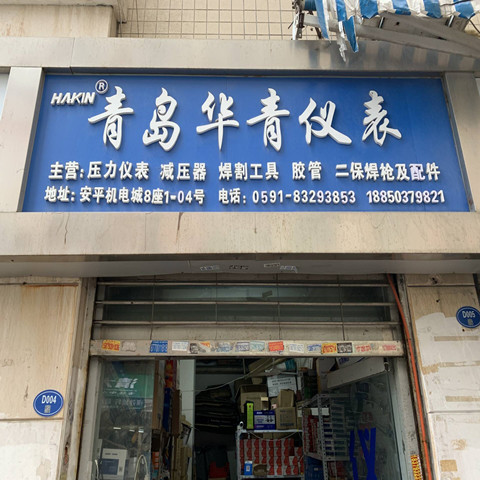 HAKIN®
青岛华青仪表
主营:压力仪表 减压器 焊割工具 胶管 二保焊枪及配件
地址:安平机电城8座1-04号 电话:0591-83293853 18850379821
D005
D004